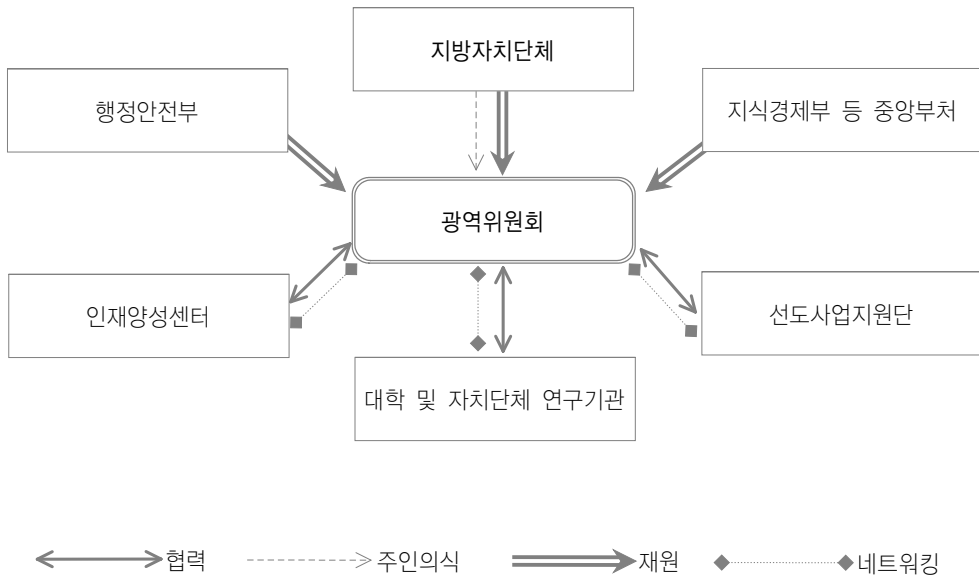 지방자치단체
행정안전부
지식경제부 등 중앙부처
광역위원회
인재양성센터
선도사업지원단
대학 및 자치단체 연구기관
협력
주인의식
재원
네트워킹